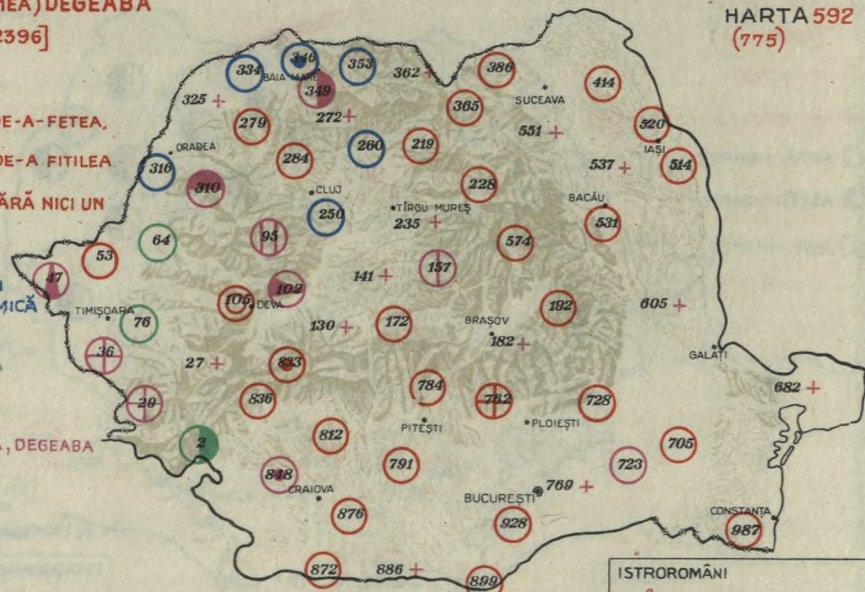 MEA) DEGEABA
2396]
HARTA 592
(775)
DE-A-FETEA,
DE-A FITILEA
ĂRĂ NICI UN
MICĂ
, DEGEABA
346
334
353
362
386
BAIA MARE
349
414
325
SUCEAVA
365
272
279
551
520
219
IAȘI
260
ORADEA
284
537
514
316
310
228
CLUJ
BACĂU
TÎRGU MUREȘ
250
235
531
95
64
574
53
157
47
141
102
105
DEVA
192
605
TIMIȘOARA
76
130
172
BRAȘOV
182
36
GALAȚI
27
833
784
682
29
836
762
728
PITEȘTI
PLOIEȘTI
2
812
705
791
723
848
769
CRAIOVA
BUCUREȘTI
876
928
CONSTANȚA
987
872
886
899
ISTROROMÂNI